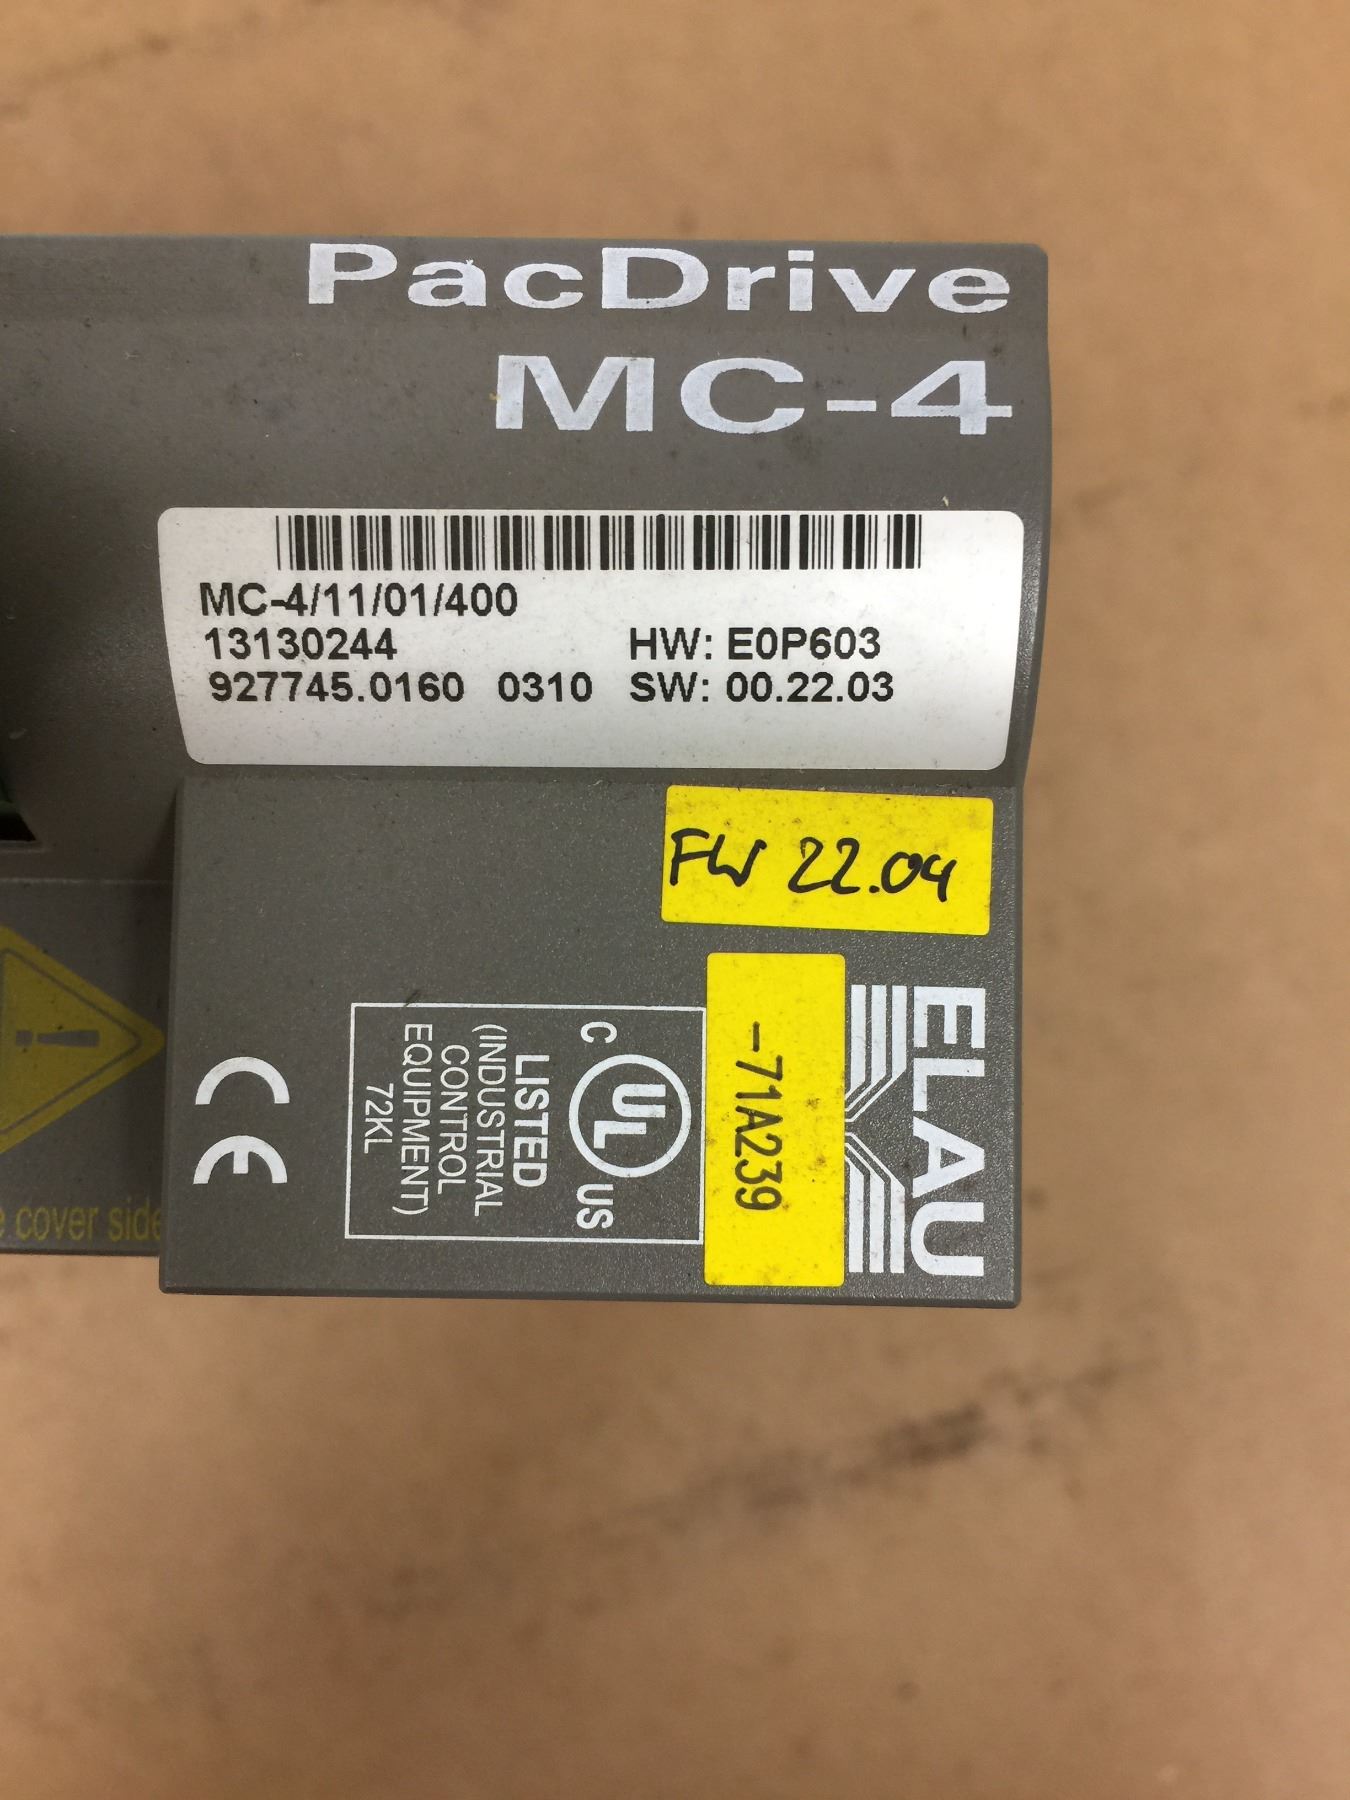 PacDrive
MC-4
MC-4/11/01/400
13130244 HW: E0P603
927745.0160 0310 SW: 00.22.03
FW 22.04
ELAU
-71A239
C UL US
LISTED
(INDUSTRIAL
CONTROL
EQUIPMENT)
72KL
CE
!
cover side